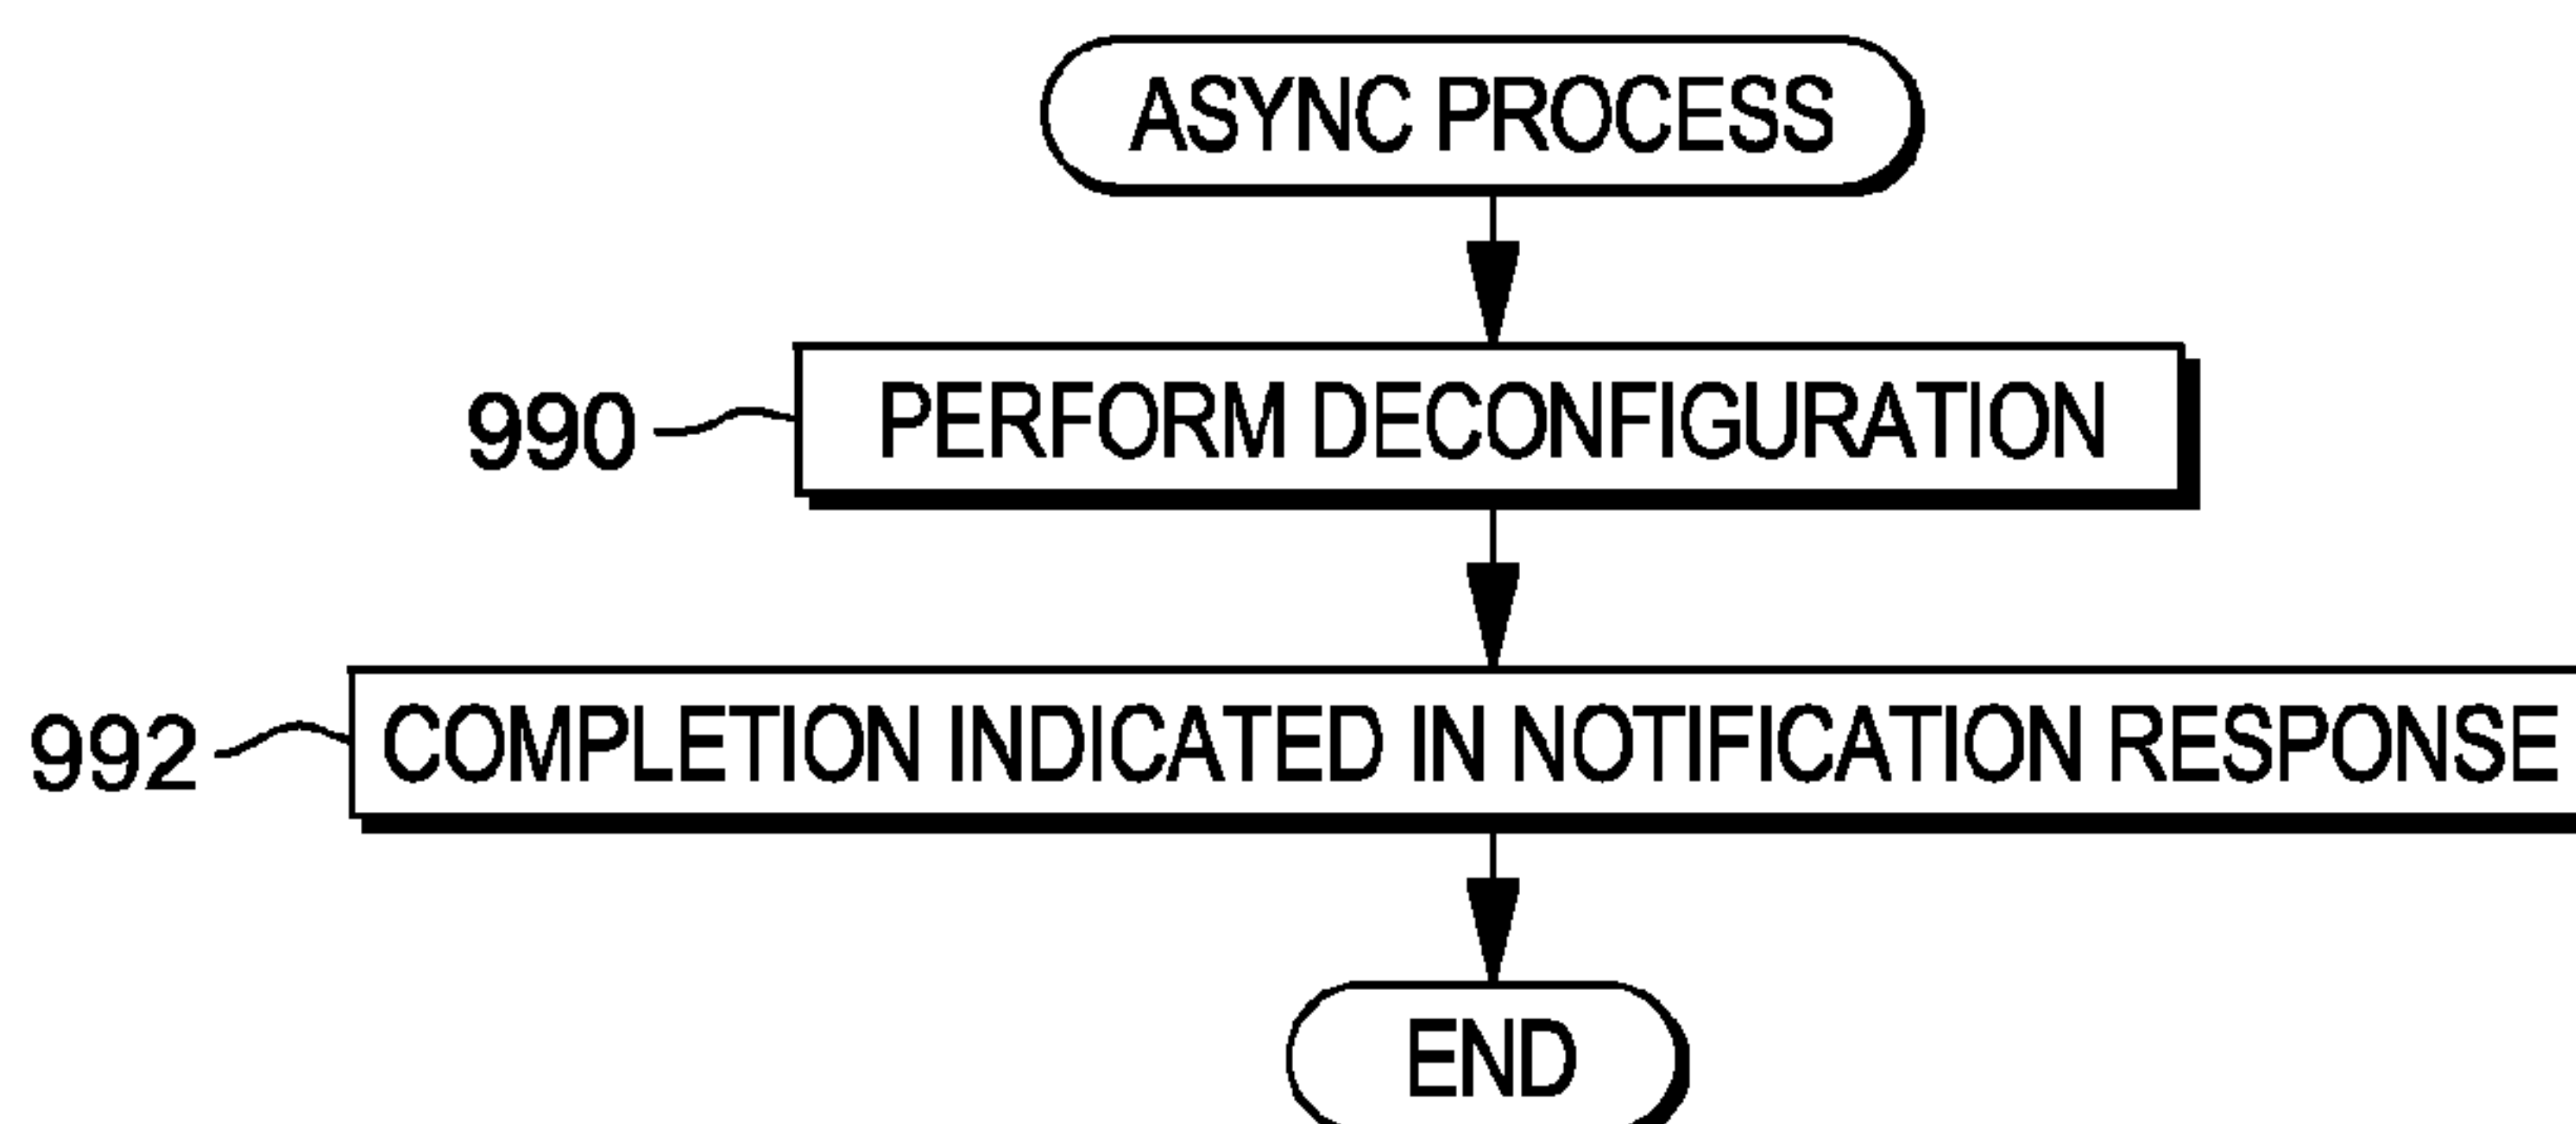 ASYNC PROCESS
990 PERFORM DECONFIGURATION
992 COMPLETION INDICATED IN NOTIFICATION RESPONSE
END